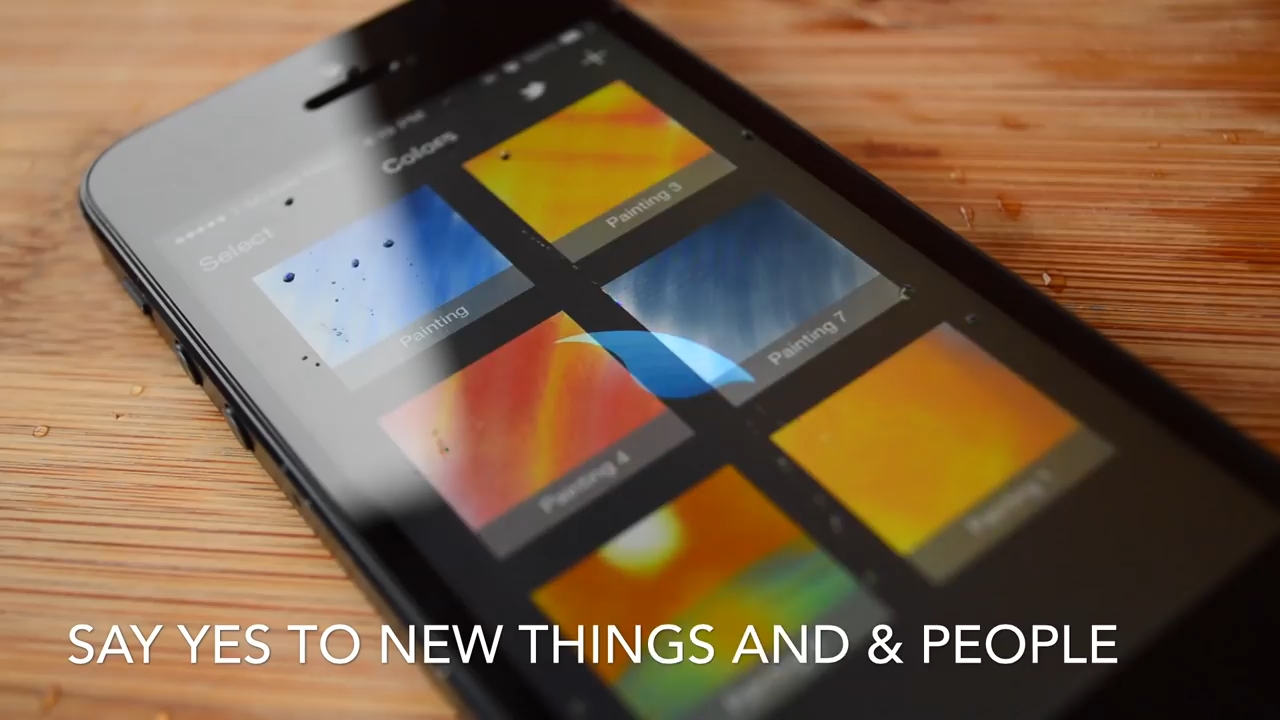 Colors
Select
Painting 3
Painting
Painting 7
Painting 4
Painting 1
SAY YES TO NEW THINGS AND & PEOPLE